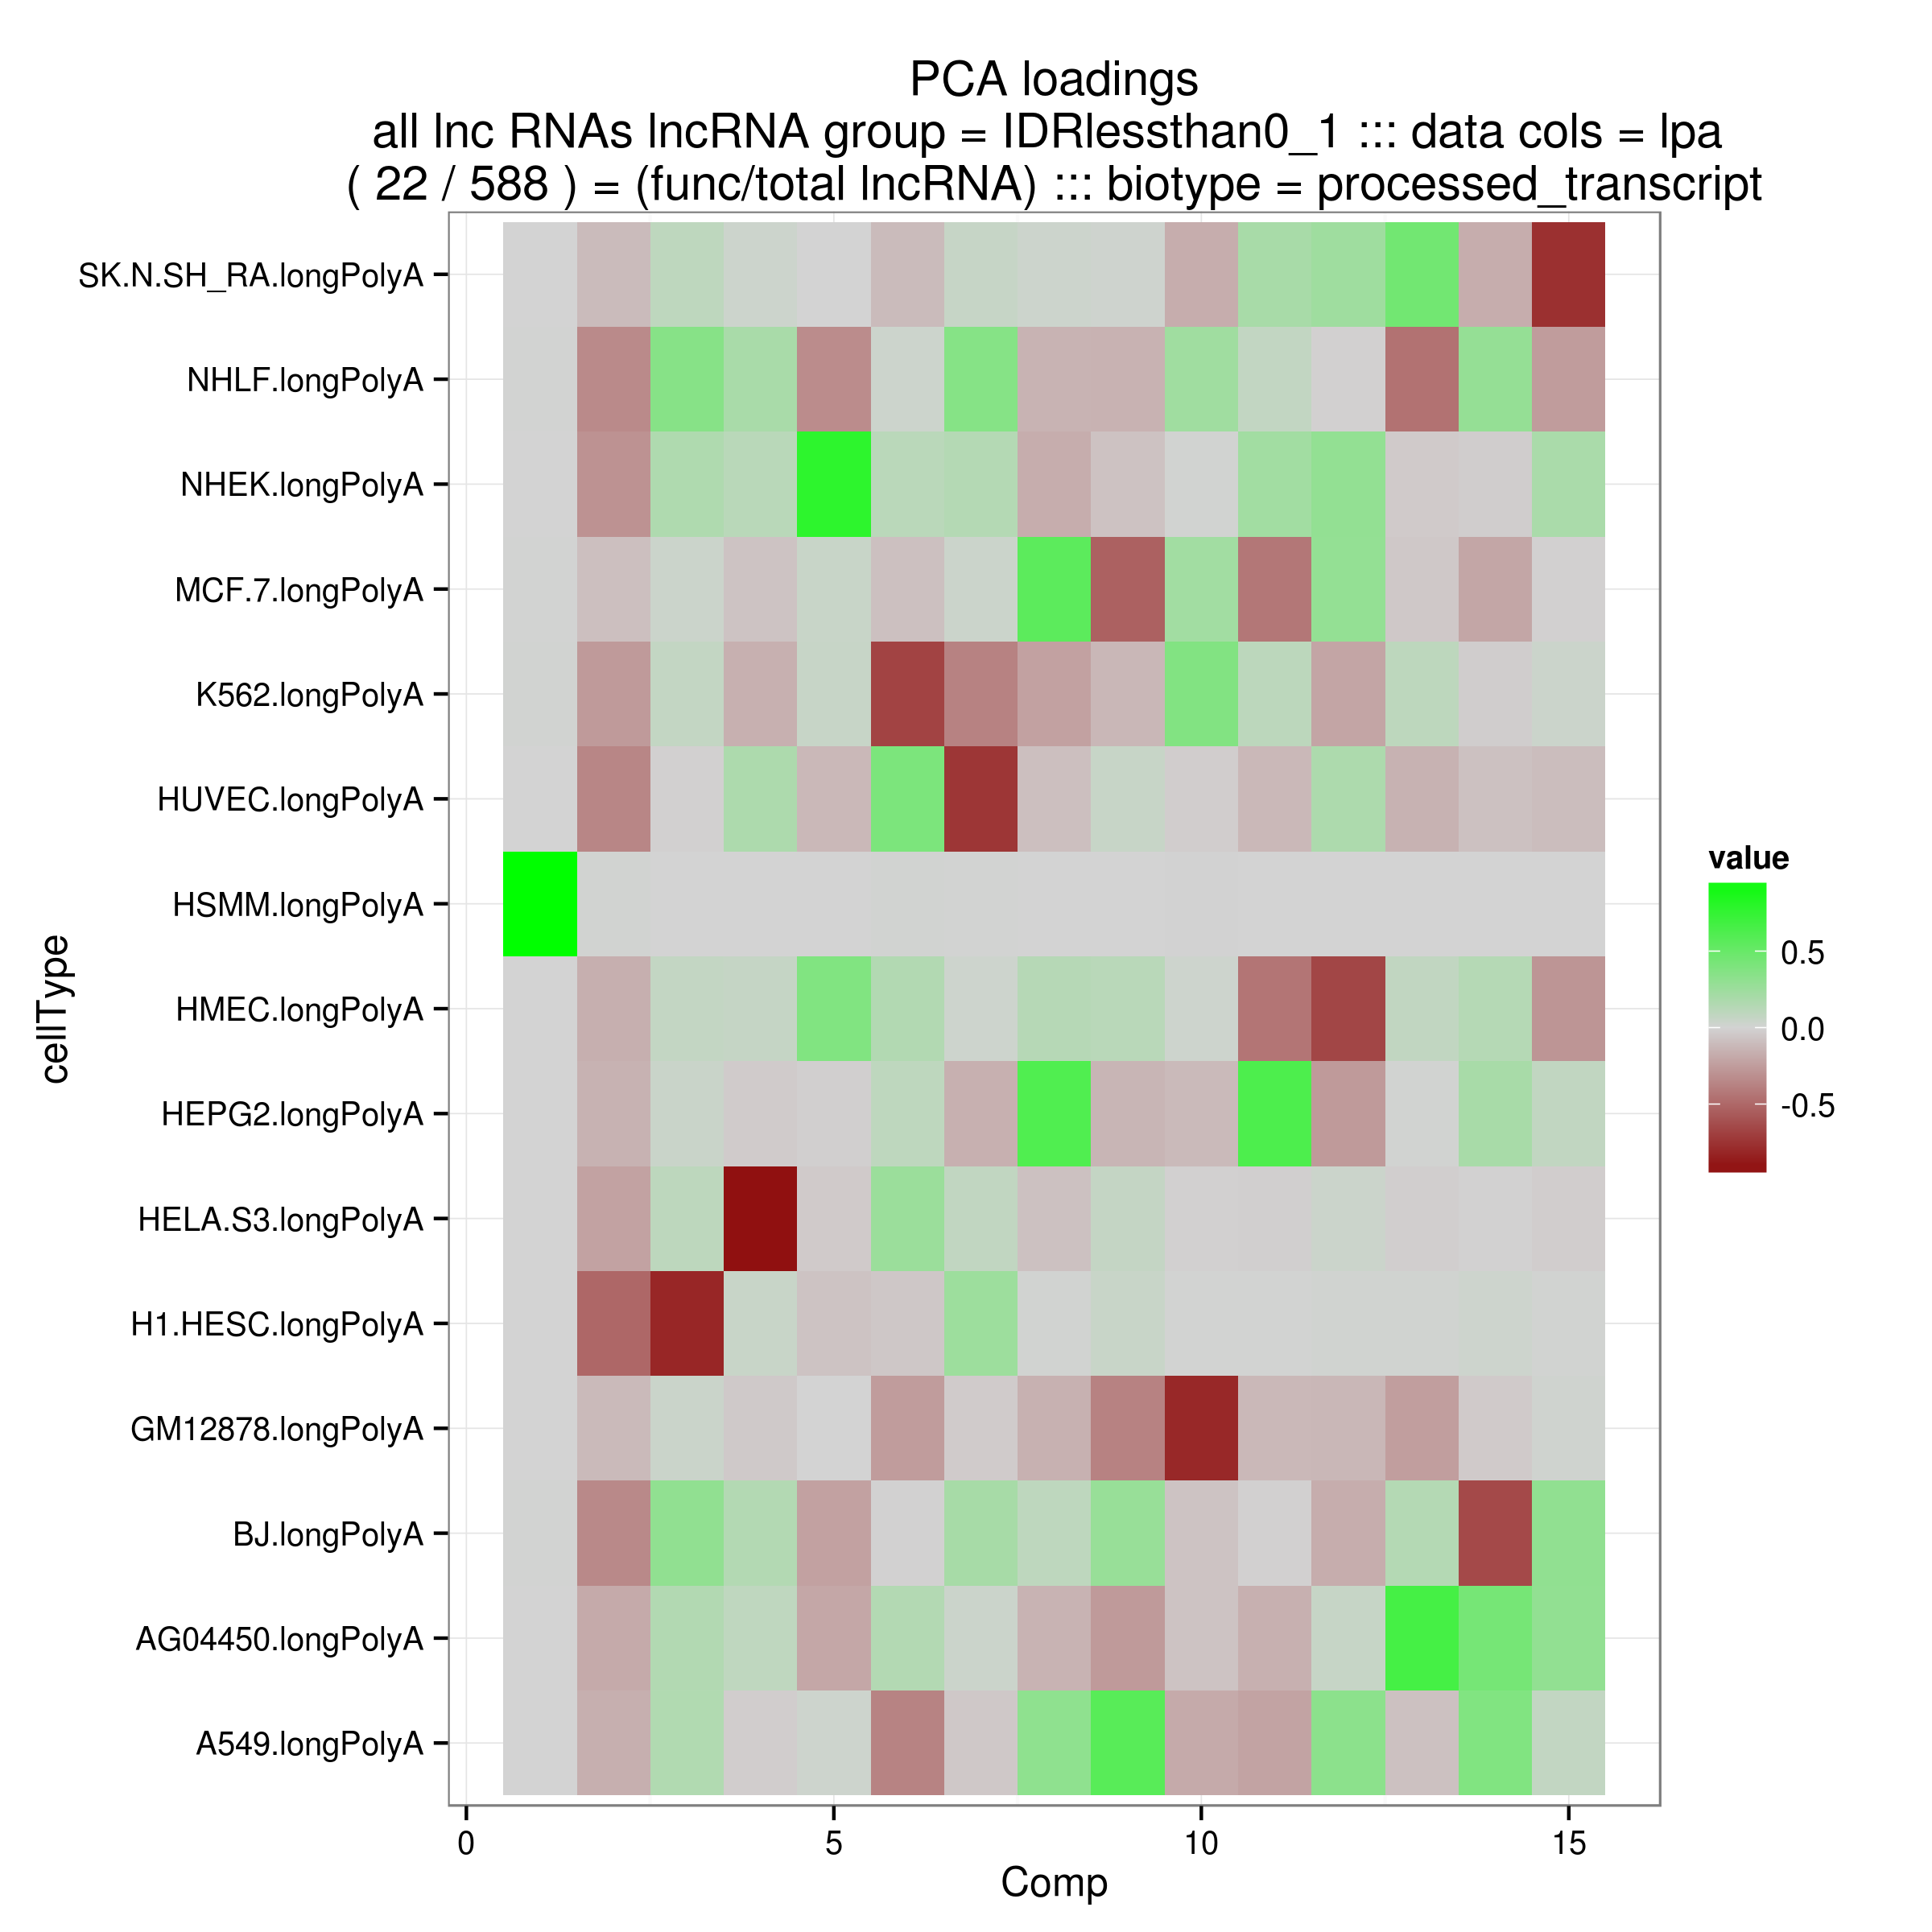 PCA loadings
all lnc RNAs lncRNA group = IDRlessthan0_1 ::: data cols = lpa
( 22 / 588 ) = (func/total lncRNA) ::: biotype = processed_transcript
SK.N.SH_RA.longPolyA
NHLF.longPolyA
NHEK.longPolyA
MCF.7.longPolyA
K562.longPolyA
HUVEC.longPolyA
HSMM.longPolyA
HMEC.longPolyA
HEPG2.longPolyA
HELA.S3.longPolyA
H1.HESC.longPolyA
GM12878.longPolyA
BJ.longPolyA
AG04450.longPolyA
A549.longPolyA
cellType
0 5 10 15
Comp
value
0.5
0.0
-0.5